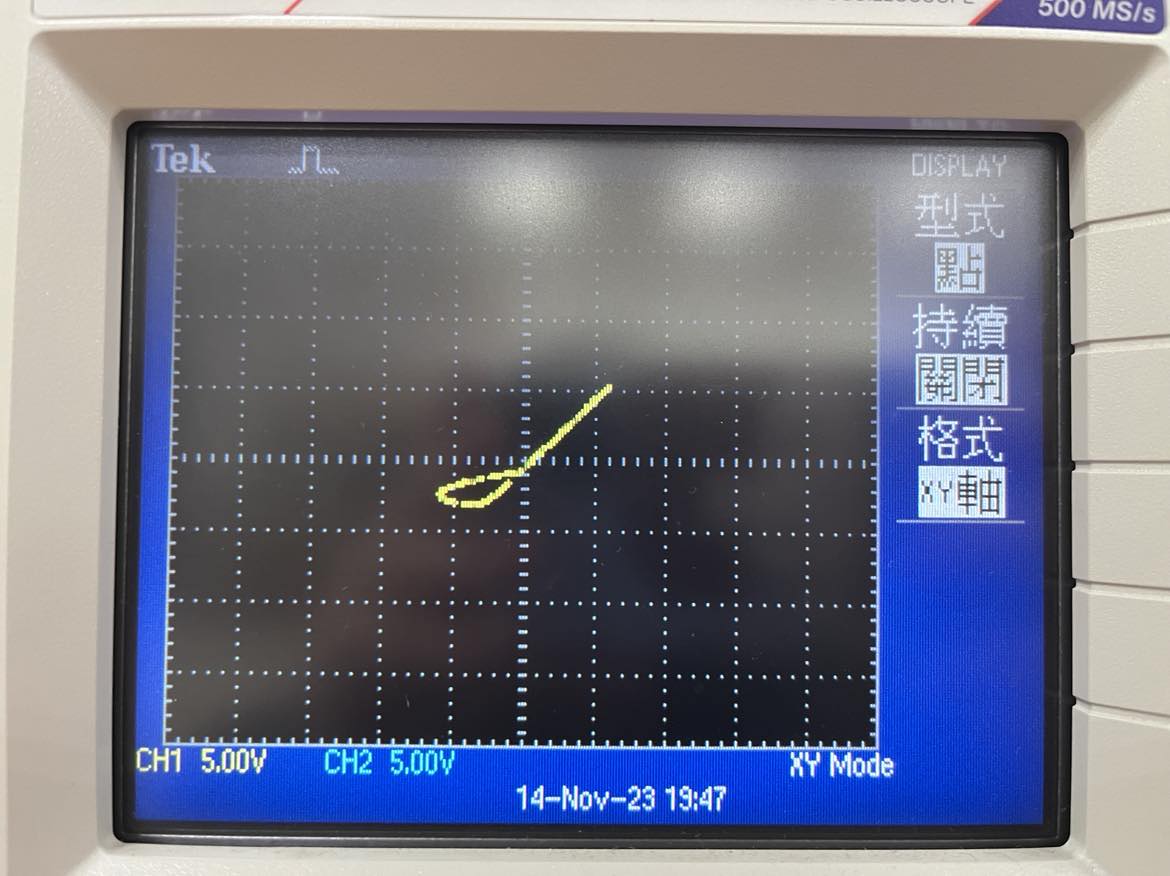 500 MS/s
Tek
DISPLAY
型式
點
持續
關閉
格式
XY軸
CH1 5.00V CH2 5.00V XY Mode
14-Nov-23 19:47